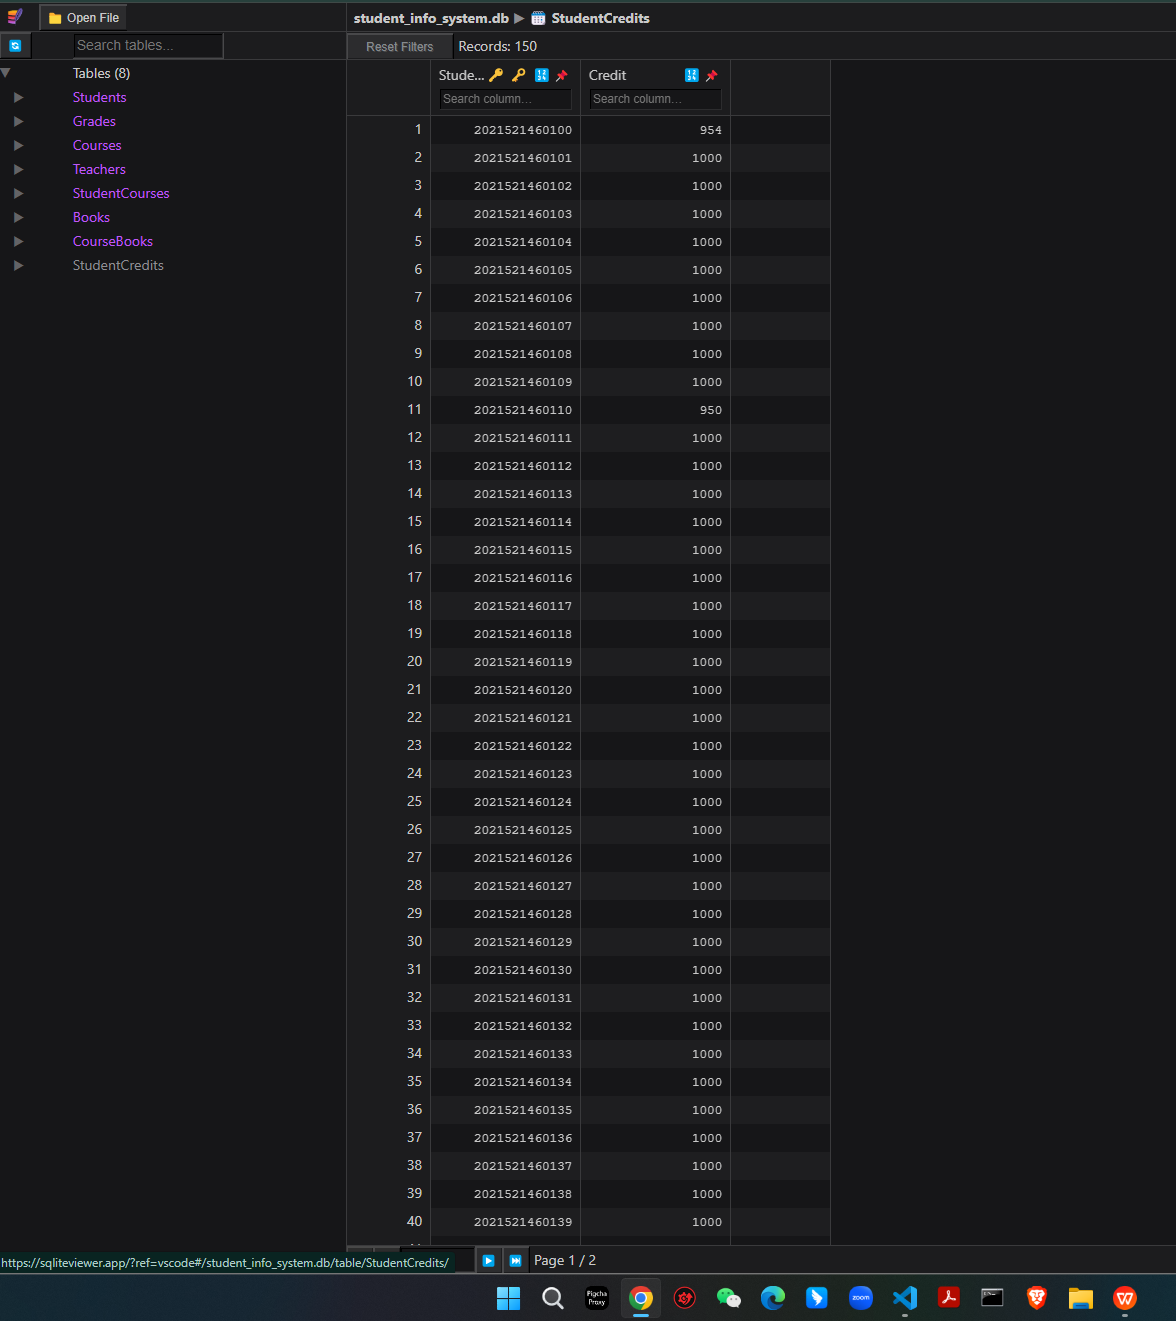 Open File
student_info_system.db ▶ StudentCredits
Search tables...
Reset Filters Records: 150
Tables (8)
Students
Grades
Courses
Teachers
StudentCourses
Books
CourseBooks
StudentCredits
Stude... Credit
Search column... Search column...
1 2021521460100 954
2 2021521460101 1000
3 2021521460102 1000
4 2021521460103 1000
5 2021521460104 1000
6 2021521460105 1000
7 2021521460106 1000
8 2021521460107 1000
9 2021521460108 1000
10 2021521460109 1000
11 2021521460110 950
12 2021521460111 1000
13 2021521460112 1000
14 2021521460113 1000
15 2021521460114 1000
16 2021521460115 1000
17 2021521460116 1000
18 2021521460117 1000
19 2021521460118 1000
20 2021521460119 1000
21 2021521460120 1000
22 2021521460121 1000
23 2021521460122 1000
24 2021521460123 1000
25 2021521460124 1000
26 2021521460125 1000
27 2021521460126 1000
28 2021521460127 1000
29 2021521460128 1000
30 2021521460129 1000
31 2021521460130 1000
32 2021521460131 1000
33 2021521460132 1000
34 2021521460133 1000
35 2021521460134 1000
36 2021521460135 1000
37 2021521460136 1000
38 2021521460137 1000
39 2021521460138 1000
40 2021521460139 1000
https://sqliteviewer.app/?ref=vscode#/student_info_system.db/table/StudentCredits/
Page 1 / 2
Pigcha
Proxy
zoom